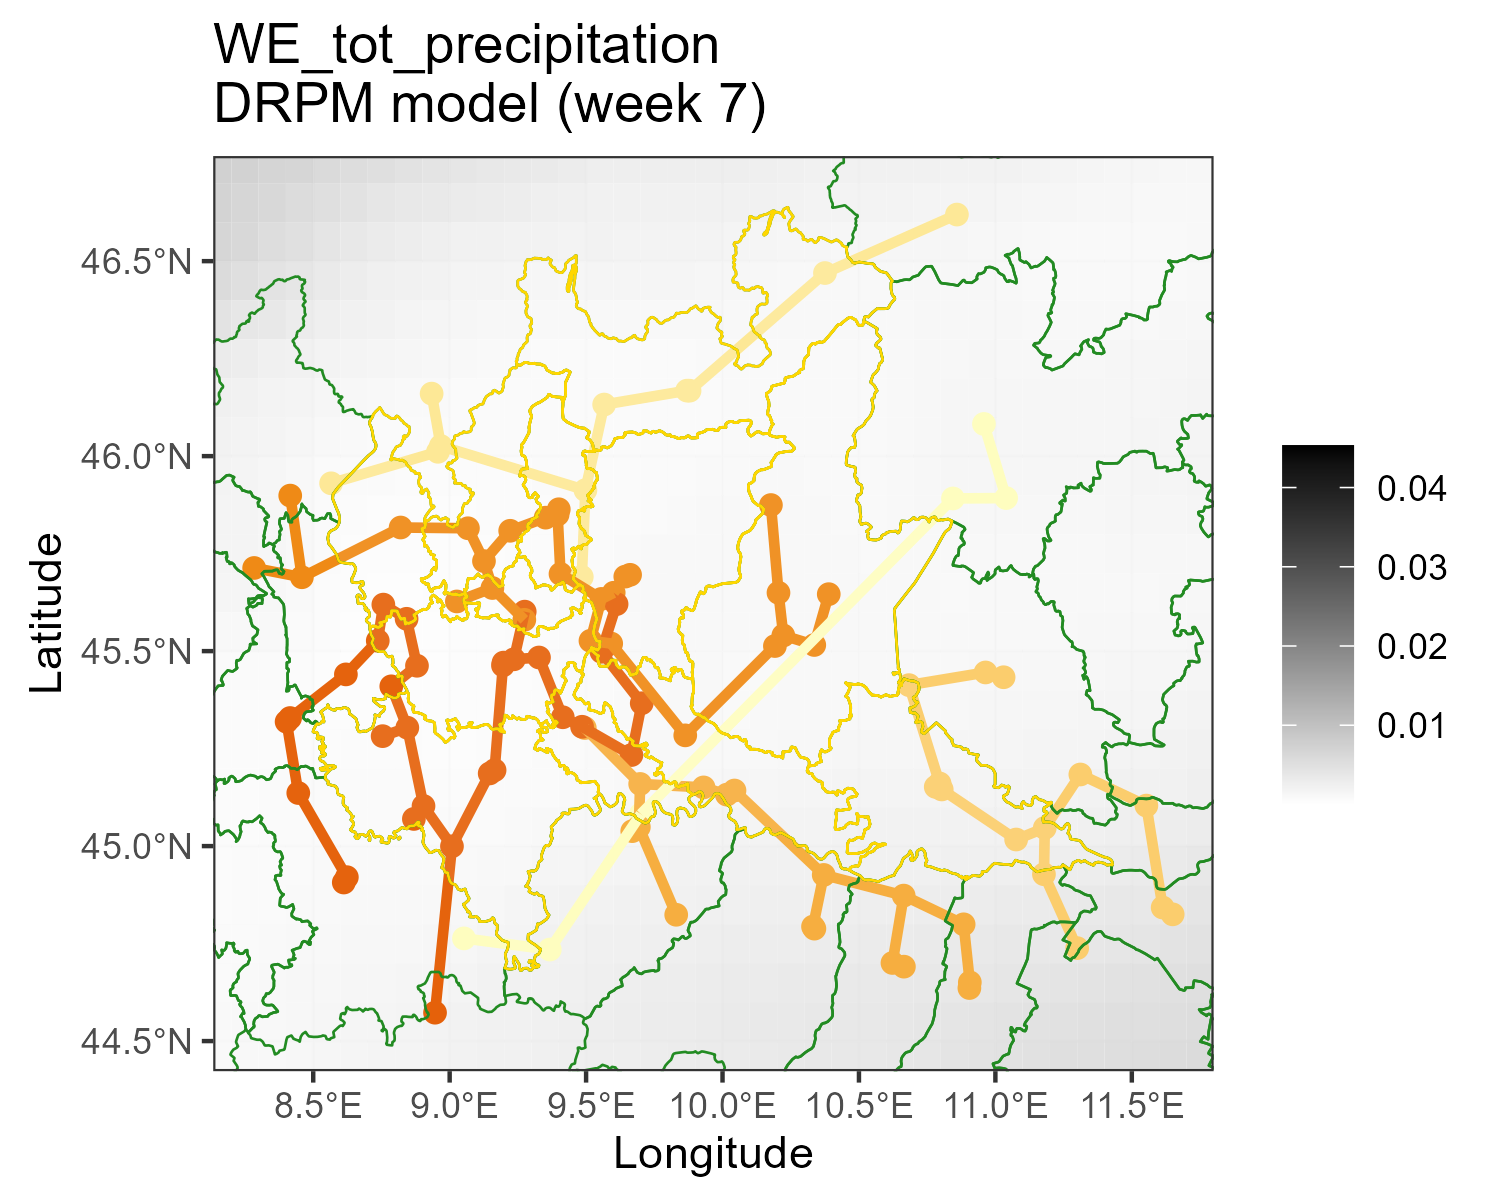 WE_tot_precipitation
DRPM model (week 7)
Latitude
46.5°N
46.0°N
45.5°N
45.0°N
44.5°N
8.5°E
9.0°E
9.5°E
10.0°E
10.5°E
11.0°E
11.5°E
Longitude
0.04
0.03
0.02
0.01